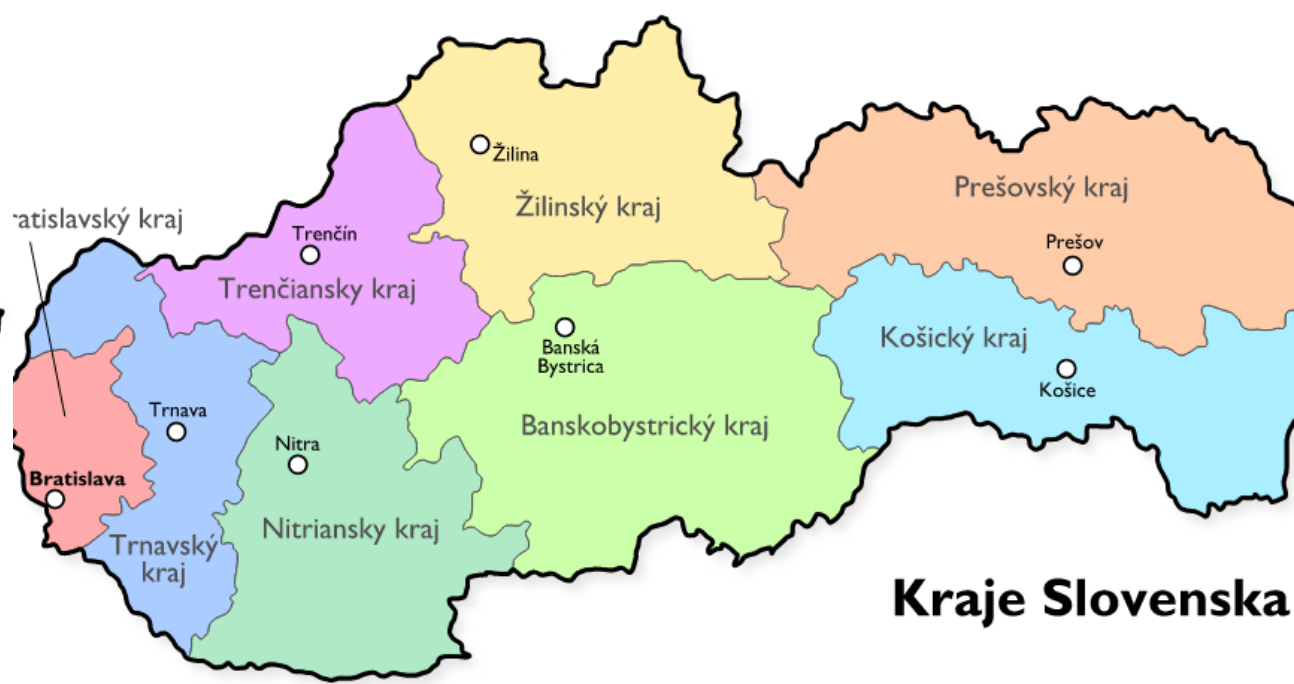 Žilina
Žilinský kraj
Prešovský kraj
ratislavský kraj
Trenčín
Prešov
Trenčiansky kraj
Banská
Bystrica
Košický kraj
Košice
Trnava
Banskobystrický kraj
Nitra
Bratislava
Nitriansky kraj
Trnavský
kraj
Kraje Slovenska